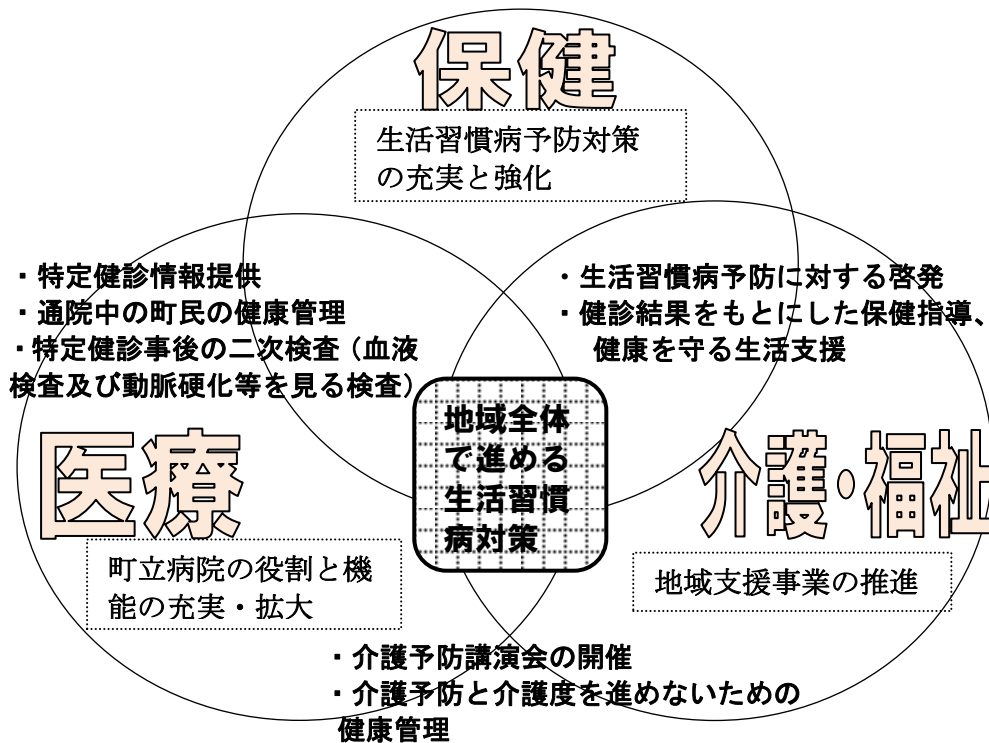 保健
生活習慣病予防対策
の充実と強化
・特定健診情報提供
・通院中の町民の健康管理
・特定健診事後の二次検査（血液
検査及び動脈硬化等を見る検査）
・生活習慣病予防に対する啓発
・健診結果をもとにした保健指導、
健康を守る生活支援
地域全体
で進める
生活習慣
病対策
医療
町立病院の役割と機
能の充実・拡大
介護・福祉
地域支援事業の推進
・介護予防講演会の開催
・介護予防と介護度を進めないための
健康管理